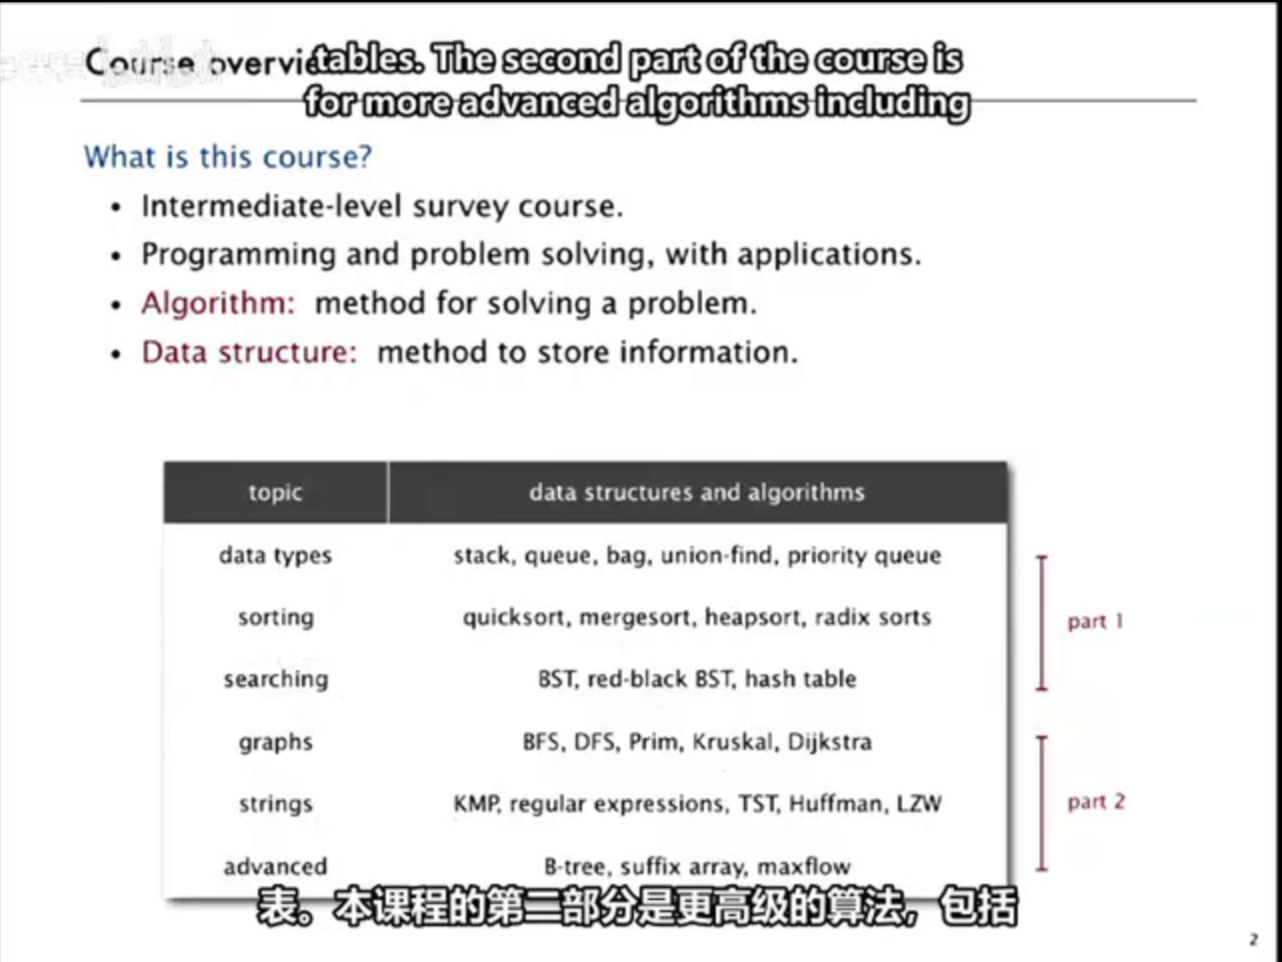 Course overvie
tables. The second part of the course is
for more advanced algorithms including
What is this course?
• Intermediate-level survey course.
• Programming and problem solving, with applications.
• Algorithm: method for solving a problem.
• Data structure: method to store information.
topic data structures and algorithms
data types stack, queue, bag, union-find, priority queue
sorting quicksort, mergesort, heapsort, radix sorts
part 1
searching BST, red-black BST, hash table
graphs BFS, DFS, Prim, Kruskal, Dijkstra
strings KMP, regular expressions, TST, Huffman, LZW
part 2
advanced B-tree, suffix array, maxflow
表。本课程的第二部分是更高级的算法，包括
2